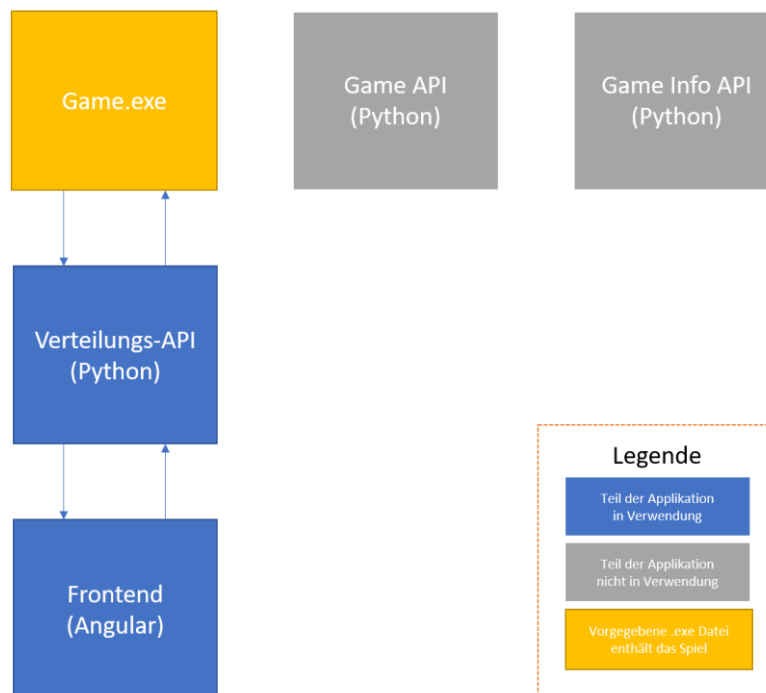 Game.exe
Game API
(Python)
Game Info API
(Python)
Verteilungs-API
(Python)
Frontend
(Angular)
Legende
Teil der Applikation
in Verwendung
Teil der Applikation
nicht in Verwendung
Vorgegebene .exe Datei
enthält das Spiel